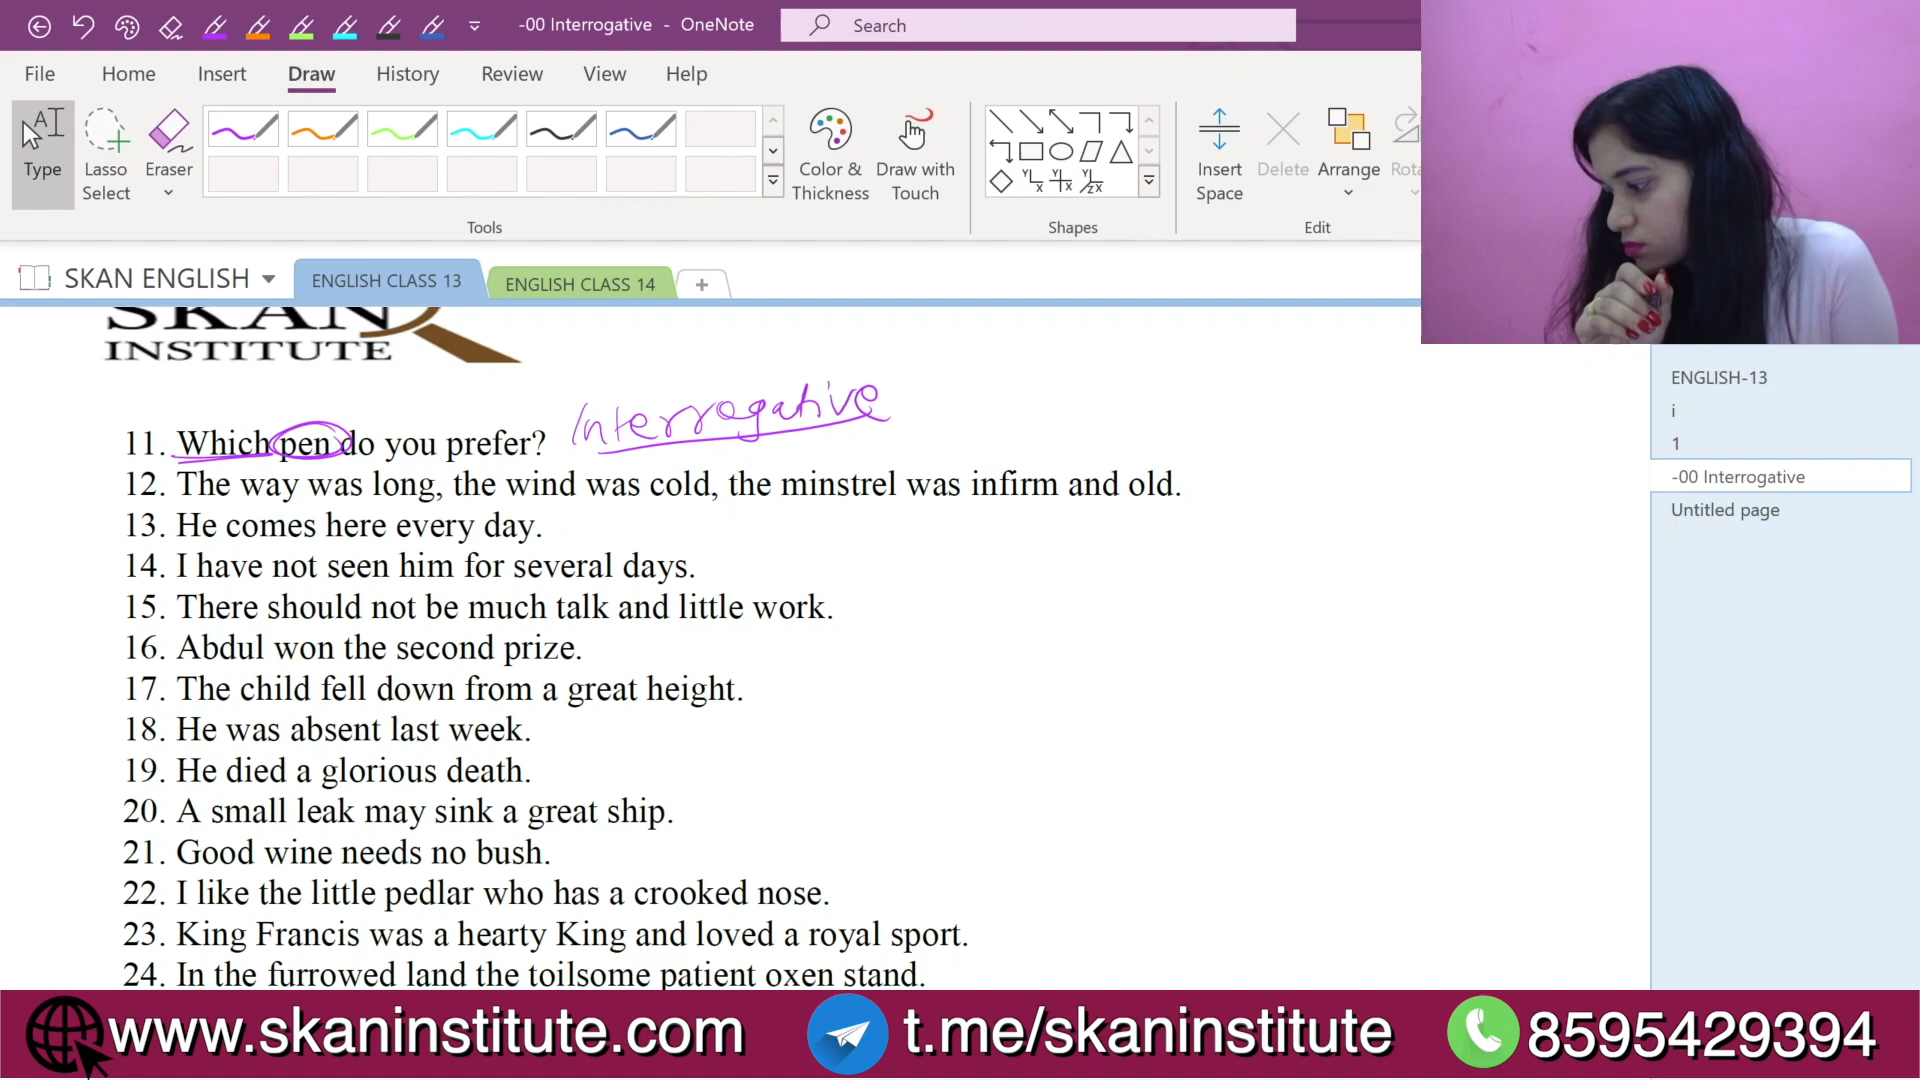 -00 Interrogative - OneNote
Search
File Home Insert Draw History Review View Help
Type
Lasso Select
Eraser
Color & Thickness
Draw with Touch
Insert Space
Delete
Arrange
Rota
Tools
Shapes
Edit
SKAN ENGLISH
ENGLISH CLASS 13
ENGLISH CLASS 14
SKAN
INSTITUTE
Interrogative
11. Which pen do you prefer?
12. The way was long, the wind was cold, the minstrel was infirm and old.
13. He comes here every day.
14. I have not seen him for several days.
15. There should not be much talk and little work.
16. Abdul won the second prize.
17. The child fell down from a great height.
18. He was absent last week.
19. He died a glorious death.
20. A small leak may sink a great ship.
21. Good wine needs no bush.
22. I like the little pedlar who has a crooked nose.
23. King Francis was a hearty King and loved a royal sport.
24. In the furrowed land the toilsome patient oxen stand.
ENGLISH-13
i
1
-00 Interrogative
Untitled page
www.skaninstitute.com
t.me/skaninstitute
8595429394